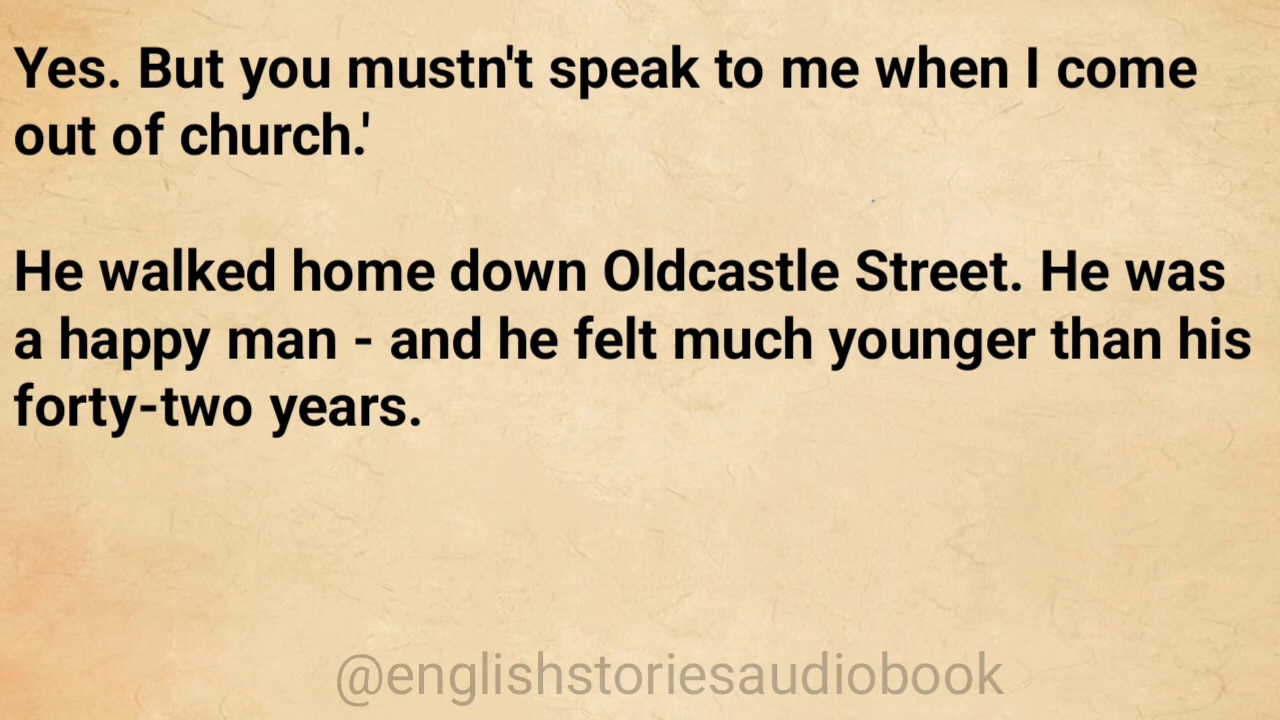 Yes. But you mustn't speak to me when I come
out of church.'
He walked home down Oldcastle Street. He was
a happy man - and he felt much younger than his
forty-two years.
@englishstoriesaudiobook